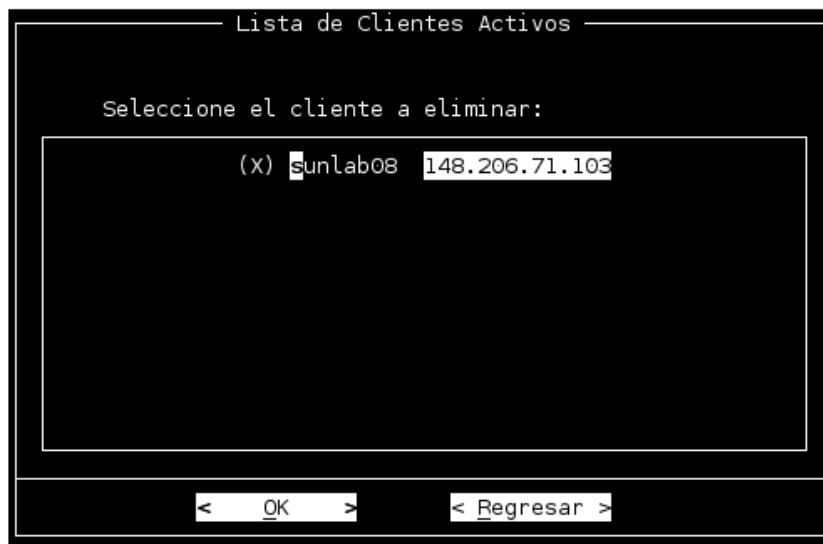 Lista de Clientes Activos
Seleccione el cliente a eliminar:
(X) sunlab08 148.206.71.103
< OK > < Regresar >